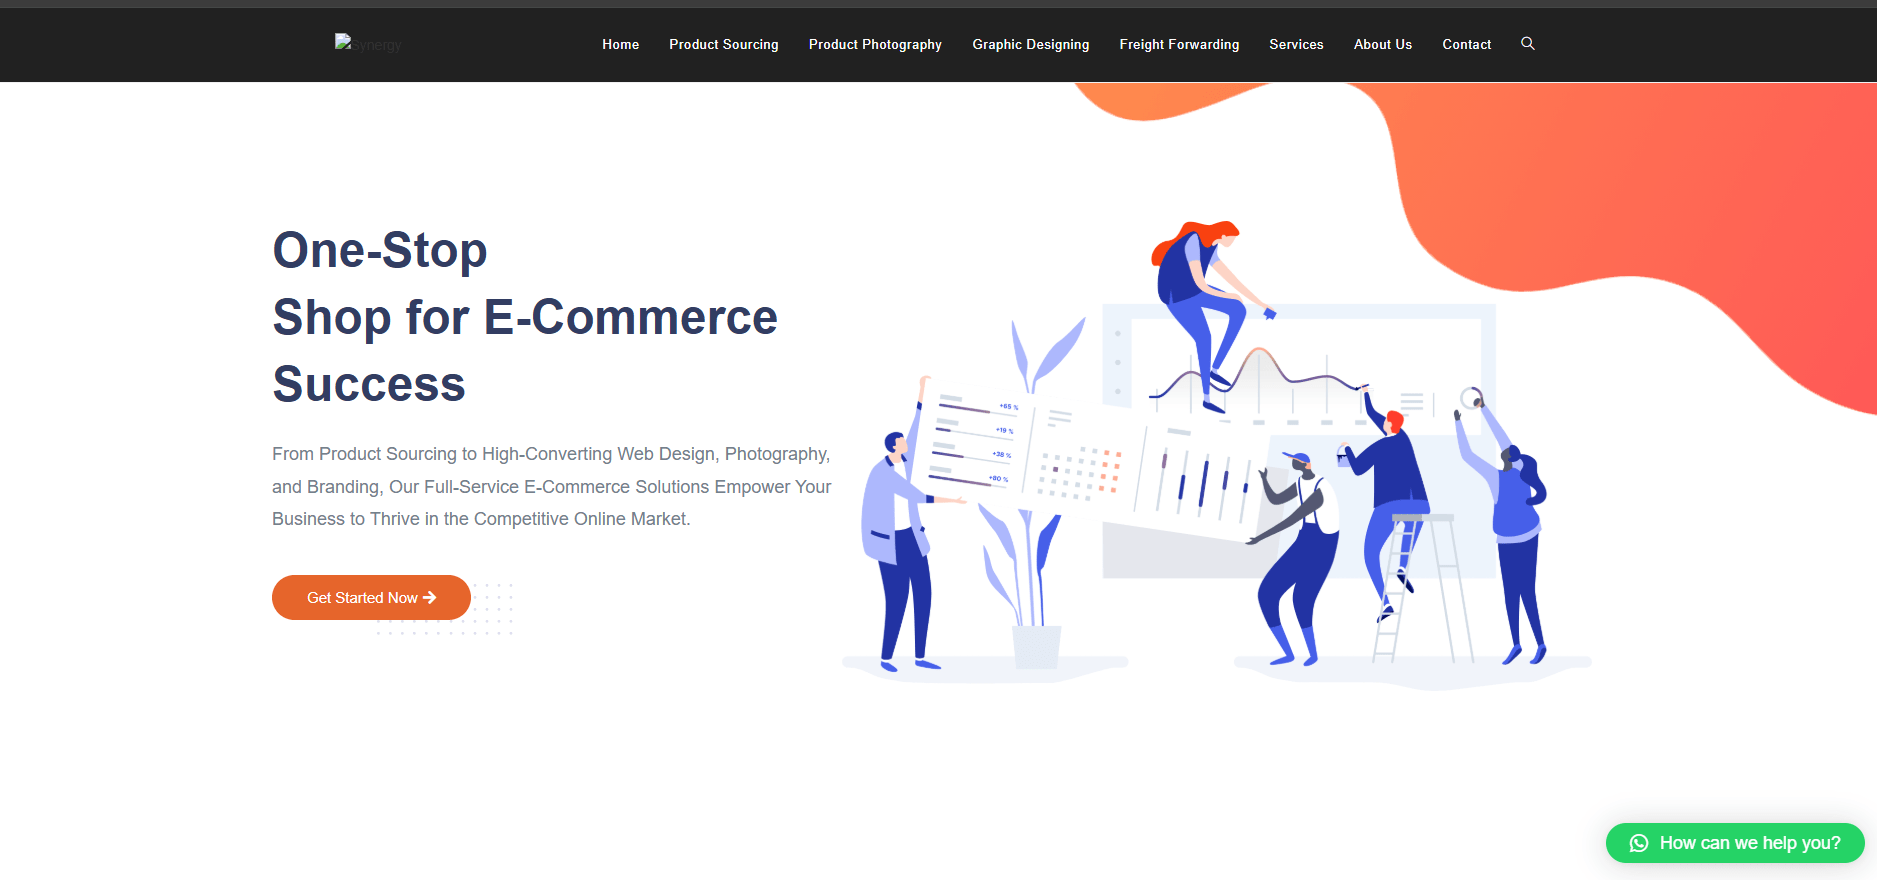 Synergy
Home Product Sourcing Product Photography Graphic Designing Freight Forwarding Services About Us Contact
One-Stop
Shop for E-Commerce
Success
From Product Sourcing to High-Converting Web Design, Photography,
and Branding, Our Full-Service E-Commerce Solutions Empower Your
Business to Thrive in the Competitive Online Market.
Get Started Now
+65 %
+19 %
+38 %
+80 %
How can we help you?